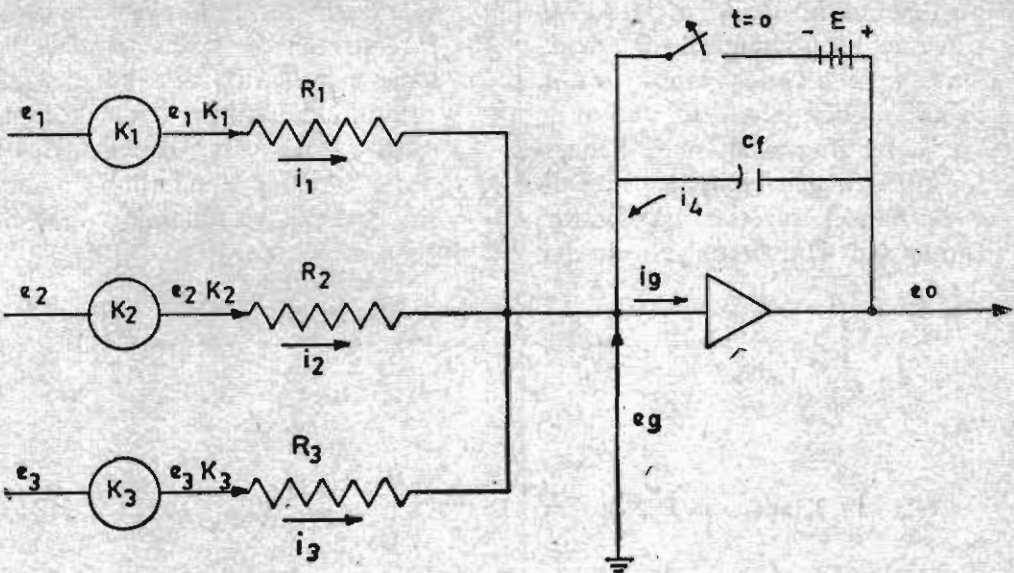 t=0 - E +
R1
e1 K1 e1 K1
i1
cf
i4
R2
e2 K2 e2 K2
i2
ig
eo
eg
R3
e3 K3 e3 K3
i3